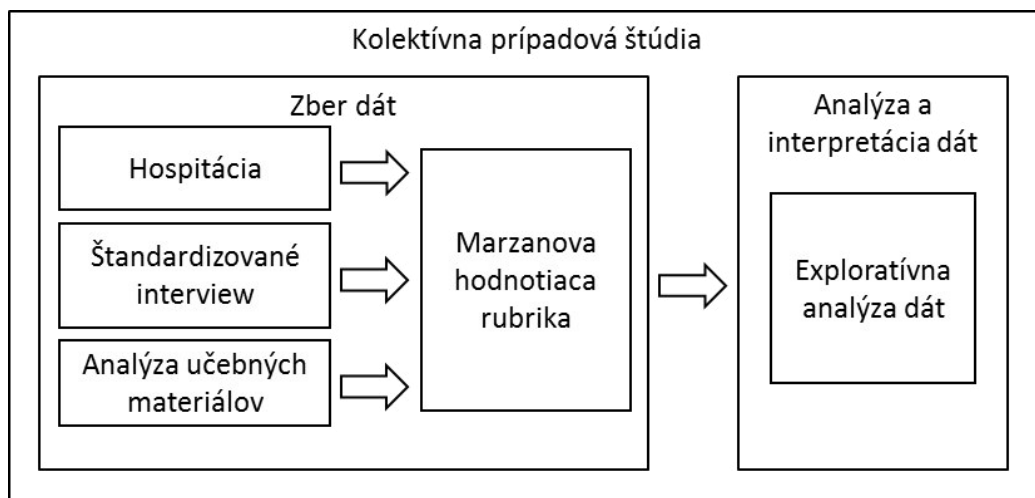 Kolektívna prípadová štúdia
Zber dát
Hospitácia
Štandardizované
interview
Analýza učebných
materiálov
Marzanova
hodnotiaca
rubrika
Analýza a
interpretácia dát
Exploratívna
analýza dát